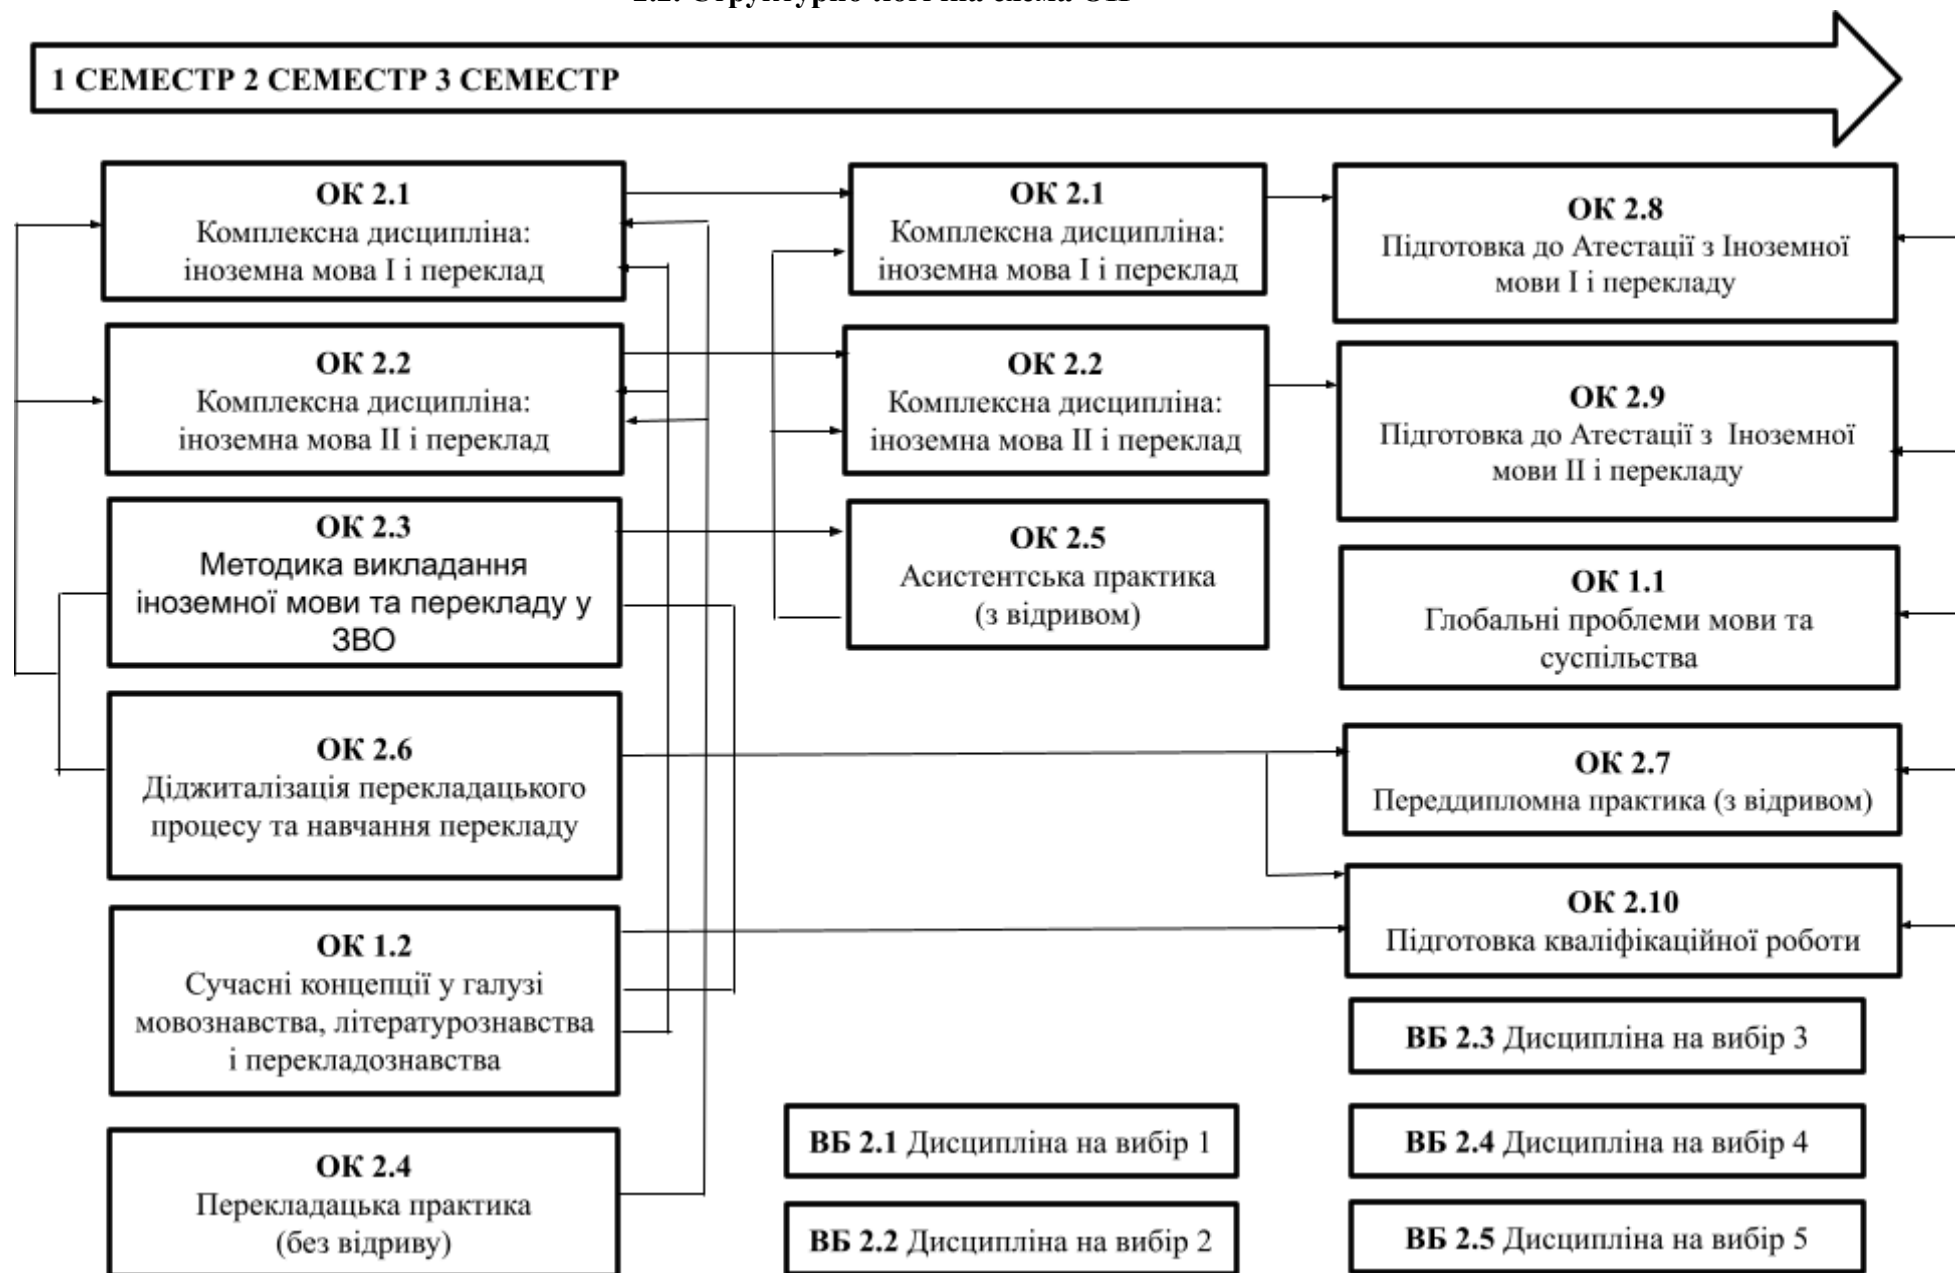 1 СЕМЕСТР 2 СЕМЕСТР 3 СЕМЕСТР
ОК 2.1
Комплексна дисципліна:
іноземна мова І і переклад
ОК 2.2
Комплексна дисципліна:
іноземна мова ІІ і переклад
ОК 2.3
Методика викладання
іноземної мови та перекладу у
ЗВО
ОК 2.6
Діджиталізація перекладацького
процесу та навчання перекладу
ОК 1.2
Сучасні концепції у галузі
мовознавства, літературознавства
і перекладознавства
ОК 2.4
Перекладацька практика
(без відриву)
ОК 2.1
Комплексна дисципліна:
іноземна мова І і переклад
ОК 2.2
Комплексна дисципліна:
іноземна мова ІІ і переклад
ОК 2.5
Асистентська практика
(з відривом)
ВБ 2.1 Дисципліна на вибір 1
ВБ 2.2 Дисципліна на вибір 2
ОК 2.8
Підготовка до Атестації з Іноземної
мови І і перекладу
ОК 2.9
Підготовка до Атестації з Іноземної
мови ІІ і перекладу
ОК 1.1
Глобальні проблеми мови та
суспільства
ОК 2.7
Переддипломна практика (з відривом)
ОК 2.10
Підготовка кваліфікаційної роботи
ВБ 2.3 Дисципліна на вибір 3
ВБ 2.4 Дисципліна на вибір 4
ВБ 2.5 Дисципліна на вибір 5